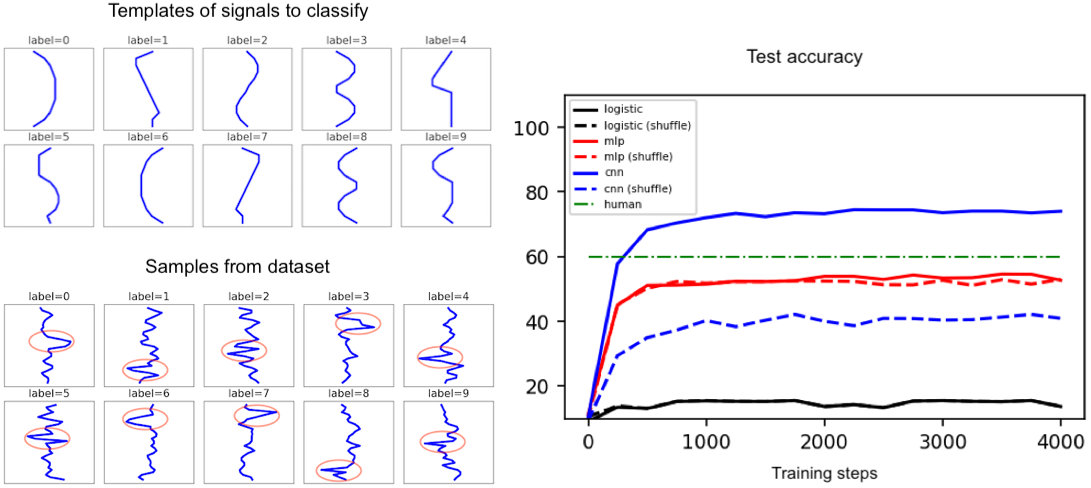 Templates of signals to classify
label=0 label=1 label=2 label=3 label=4
label=5 label=6 label=7 label=8 label=9
Samples from dataset
label=0 label=1 label=2 label=3 label=4
label=5 label=6 label=7 label=8 label=9
Test accuracy
100
80
60
40
20
logistic
logistic (shuffle)
mlp
mlp (shuffle)
cnn
cnn (shuffle)
human
0 1000 2000 3000 4000
Training steps